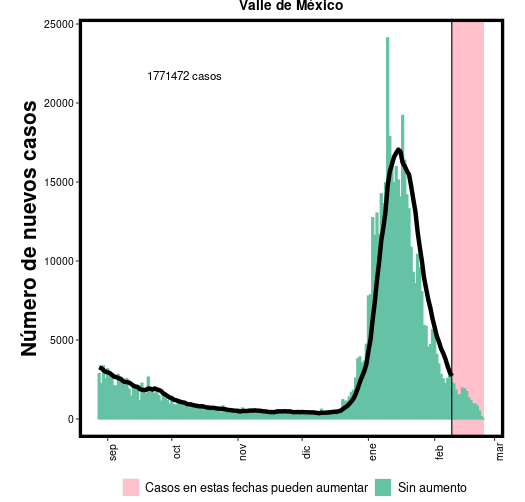 Valle de México
25000
20000
15000
10000
5000
0
Número de nuevos casos
1771472 casos
sep
oct
nov
dic
ene
feb
mar
Casos en estas fechas pueden aumentar
Sin aumento